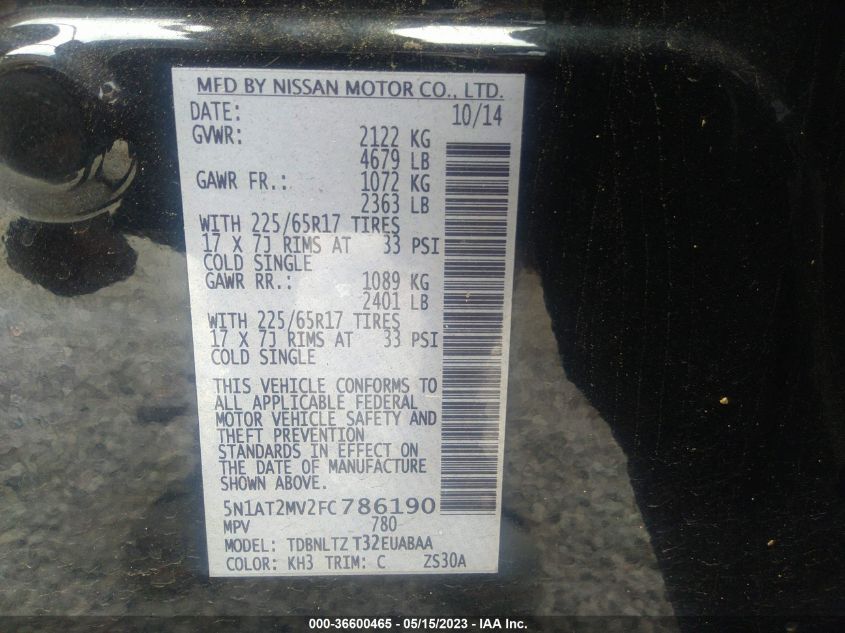 MFD BY NISSAN MOTOR CO., LTD.
DATE: 10/14
GVWR: 2122 KG
4679 LB
GAWR FR.: 1072 KG
2363 LB
WITH 225/65R17 TIRES
17 X 7J RIMS AT 33 PSI
COLD SINGLE
GAWR RR.: 1089 KG
2401 LB
WITH 225/65R17 TIRES
17 X 7J RIMS AT 33 PSI
COLD SINGLE
THIS VEHICLE CONFORMS TO
ALL APPLICABLE FEDERAL
MOTOR VEHICLE SAFETY AND
THEFT PREVENTION
STANDARDS IN EFFECT ON
THE DATE OF MANUFACTURE
SHOWN ABOVE.
5N1AT2MV2FC786190
MPV 780
MODEL: TDBNLTZ T32EUABAA
COLOR: KH3 TRIM: C ZS30A
000-36600465 - 05/15/2023 - IAA Inc.